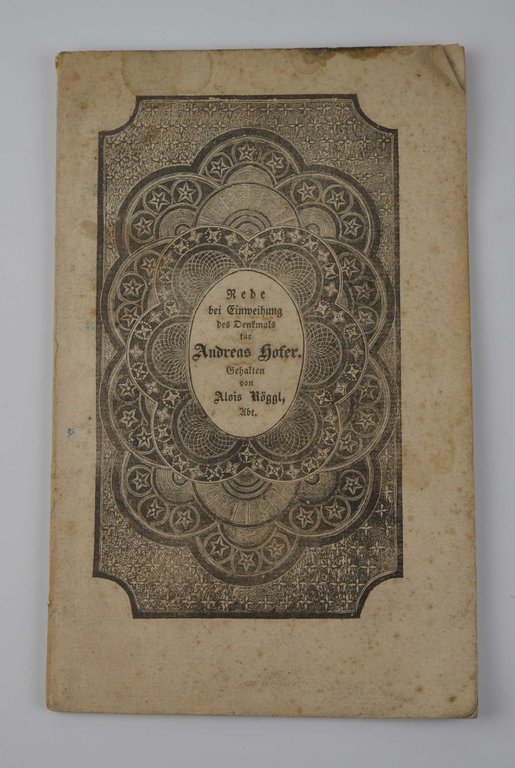 Rede
bei Einweihung
des Denkmals
für
Andreas Hofer.
Gehalten
von
Alois Röggl,
Abt.